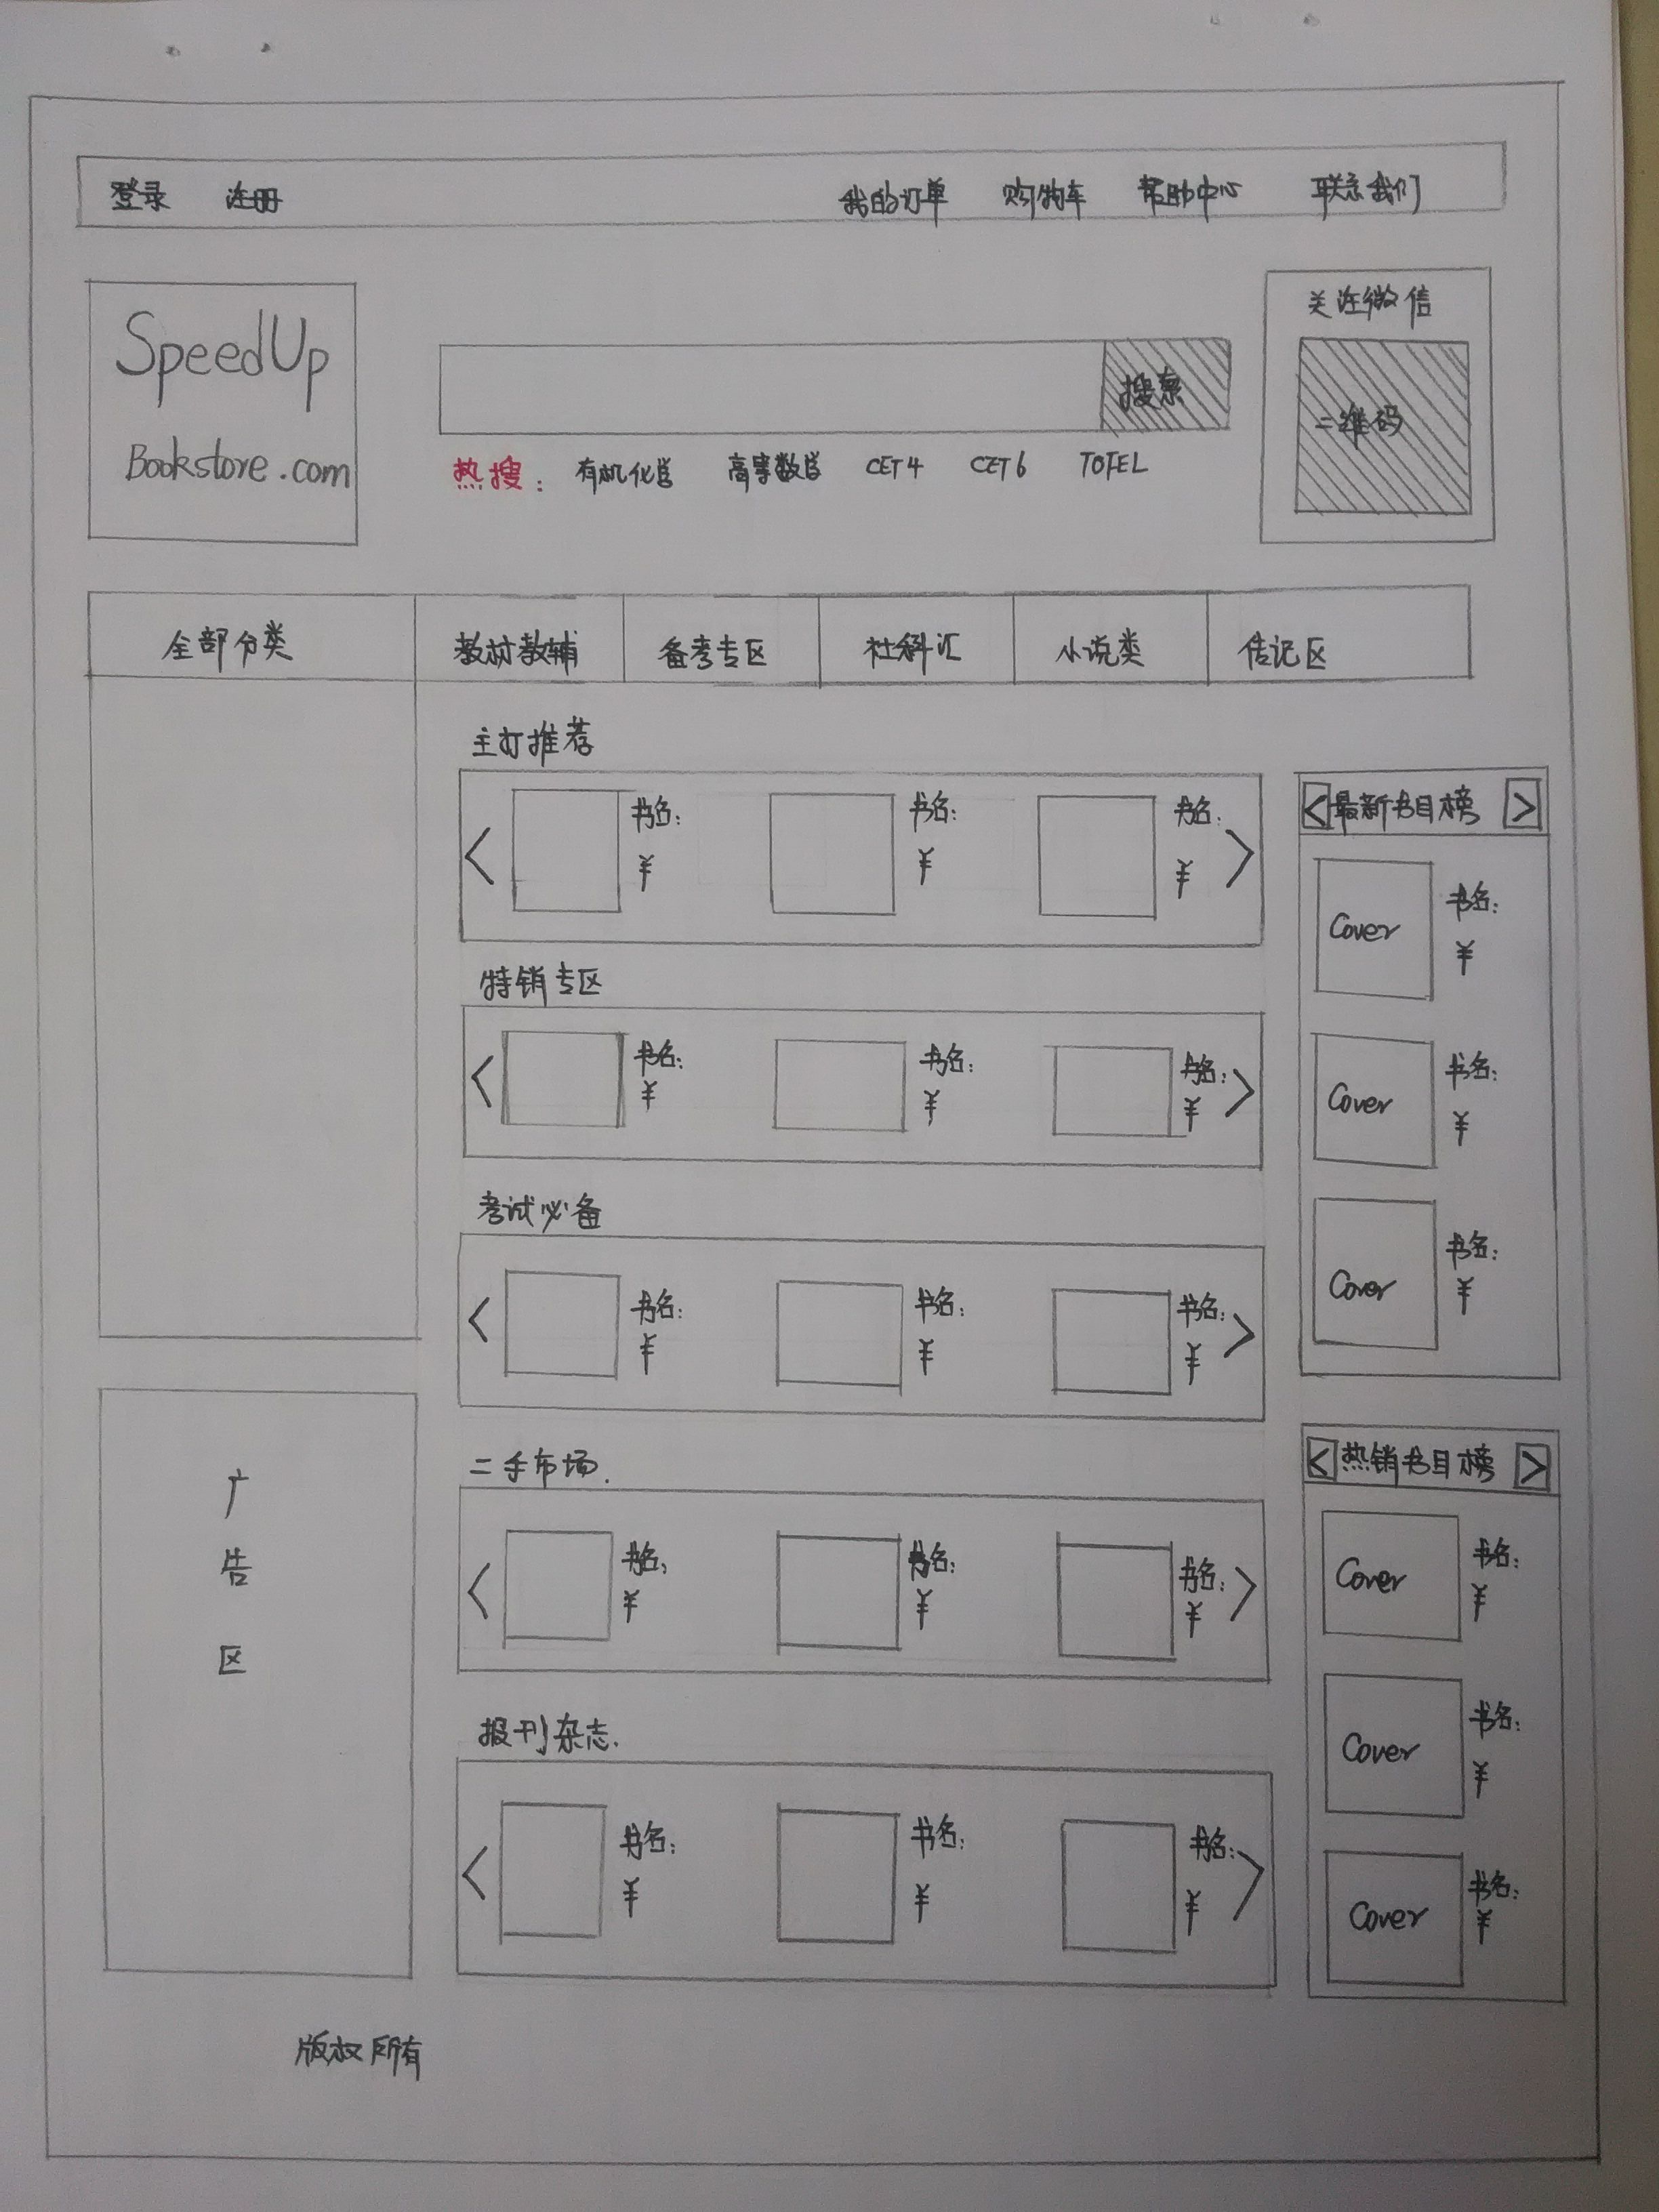 登录 注册 我的订单 购物车 帮助中心 联系我们
SpeedUp
Bookstore.com
搜索
热搜: 有机化学 高等数学 CET4 CET6 TOFEL
关注微信
二维码
全部分类 教材教辅 备考专区 社科汇 小说类 传记区
主打推荐
< 书名: 书名: 书名: >
¥ ¥ ¥
特销专区
< 书名: 书名: 书名: >
¥ ¥ ¥
考试必备
< 书名: 书名: 书名: >
¥ ¥ ¥
二手市场.
< 书名: 书名: 书名: >
¥ ¥ ¥
报刊杂志.
< 书名: 书名: 书名: >
¥ ¥ ¥
< 最新书目榜 >
Cover 书名:
¥
Cover 书名:
¥
Cover 书名:
¥
< 热销书目榜 >
Cover 书名:
¥
Cover 书名:
¥
Cover 书名:
¥
广
告
区
版权所有